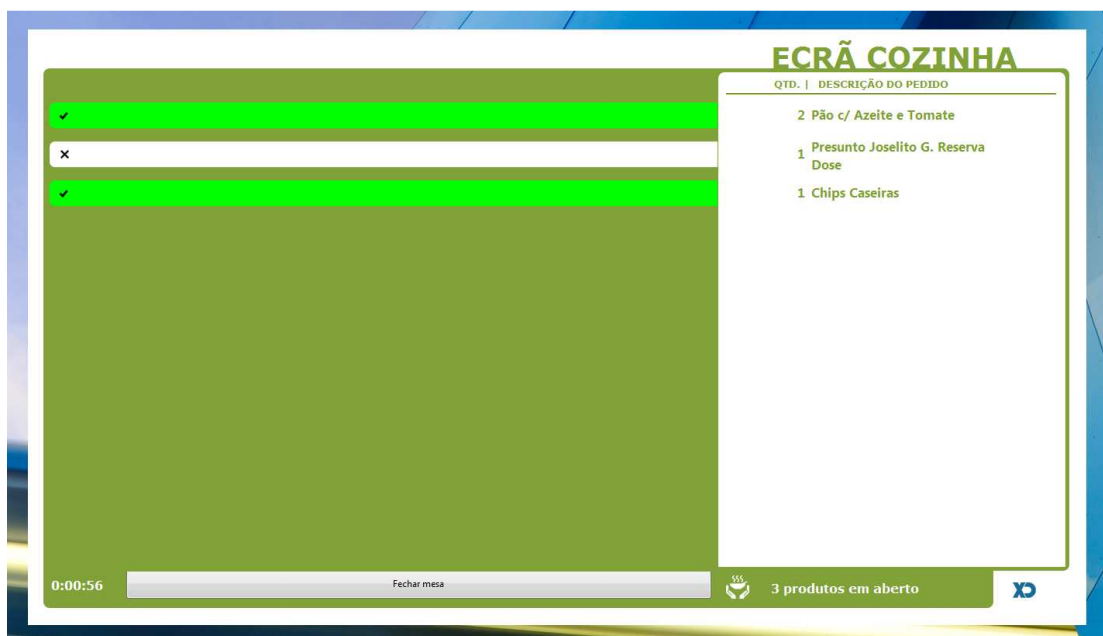 ECRÃ COZINHA
QTD. | DESCRIÇÃO DO PEDIDO
2 Pão c/ Azeite e Tomate
1 Presunto Joselito G. Reserva
Dose
1 Chips Caseiras
0:00:56
Fechar mesa
3 produtos em aberto
XD